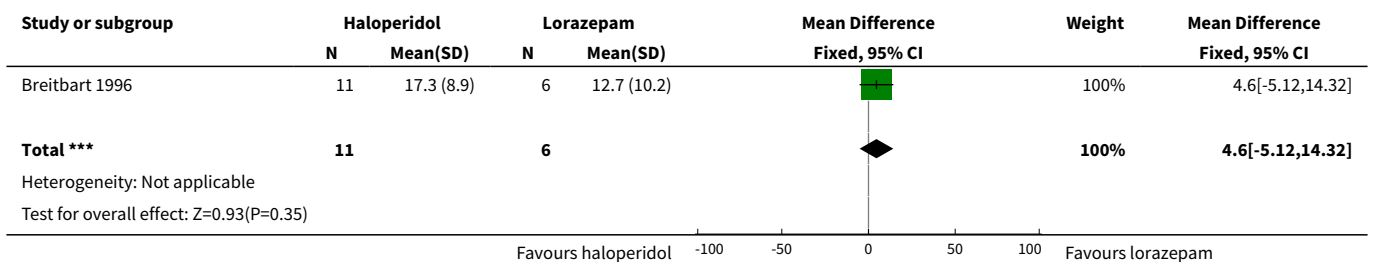 Study or subgroup Haloperidol Lorazepam Mean Difference Weight Mean Difference
N Mean(SD) N Mean(SD) Fixed, 95% CI Fixed, 95% CI
Breitbart 1996 11 17.3 (8.9) 6 12.7 (10.2) 100% 4.6[-5.12,14.32]
Total *** 11 6 100% 4.6[-5.12,14.32]
Heterogeneity: Not applicable
Test for overall effect: Z=0.93(P=0.35)
Favours haloperidol -100 -50 0 50 100 Favours lorazepam